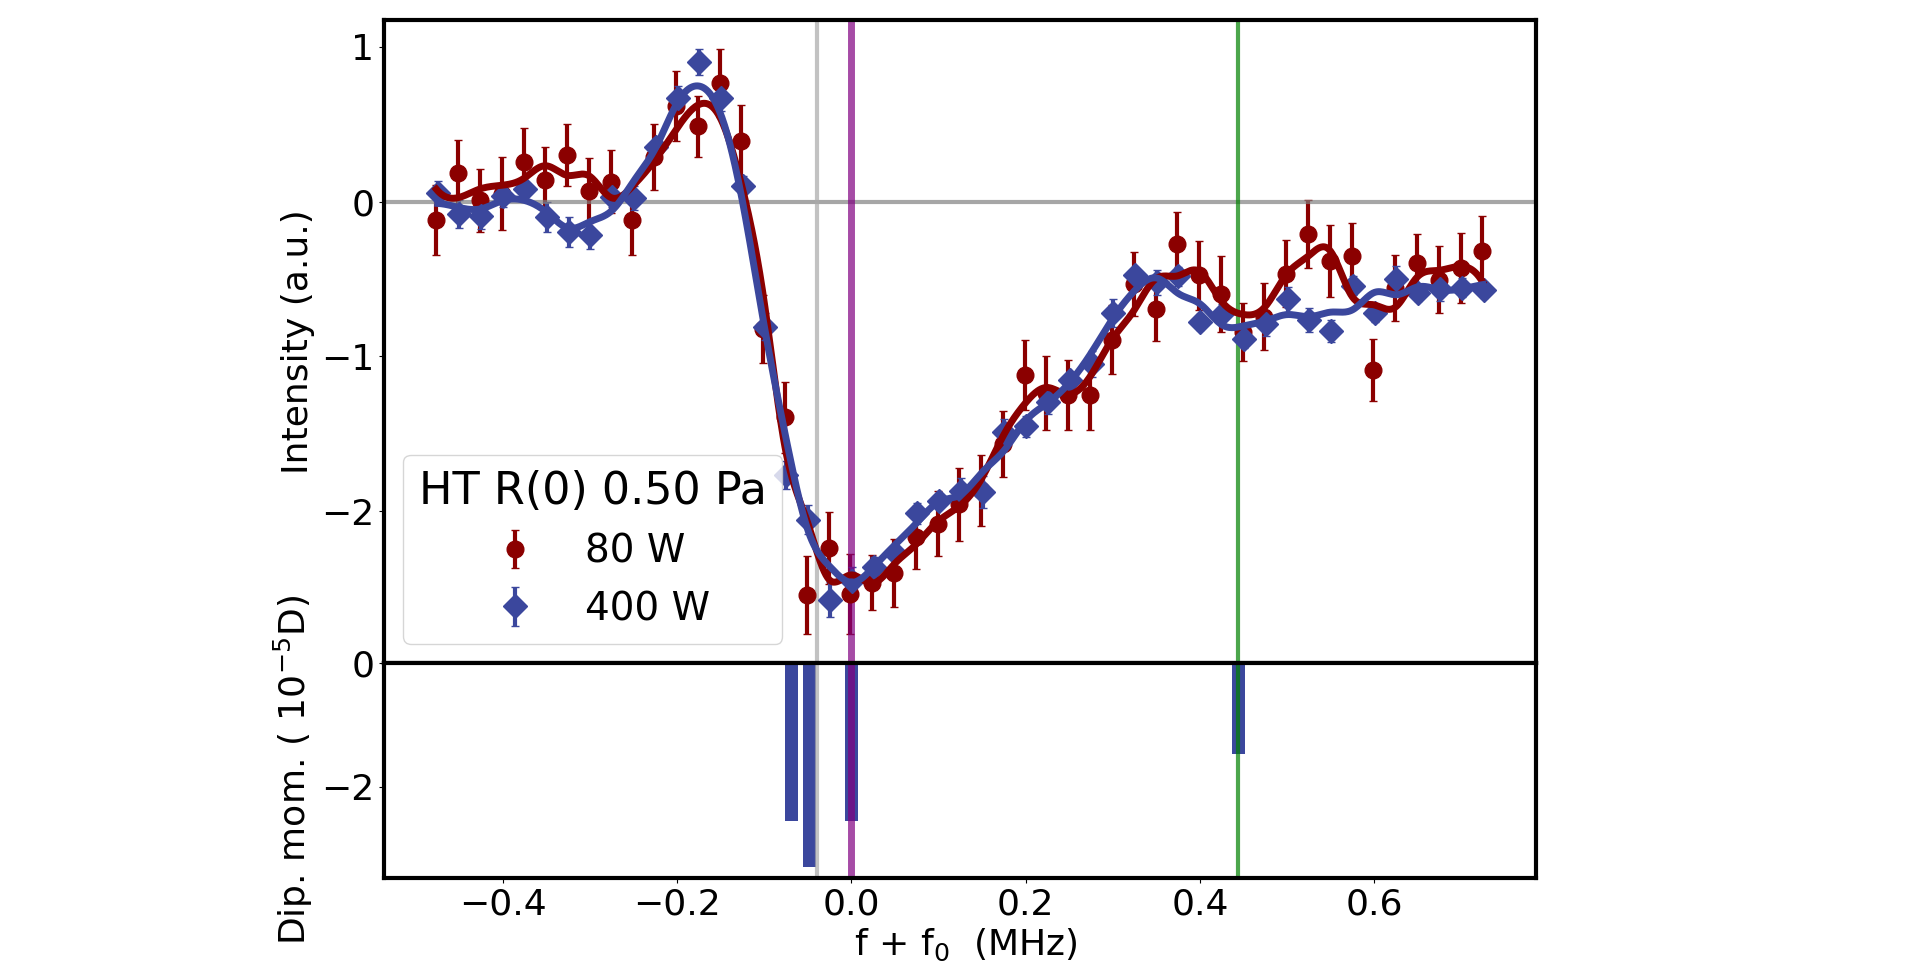 1
0
−1
−2
Intensity (a.u.)
HT R(0) 0.50 Pa
80 W
400 W
0
−2
Dip. mom. ( 10⁻⁵D)
−0.4 −0.2 0.0 0.2 0.4 0.6
f + f₀ (MHz)